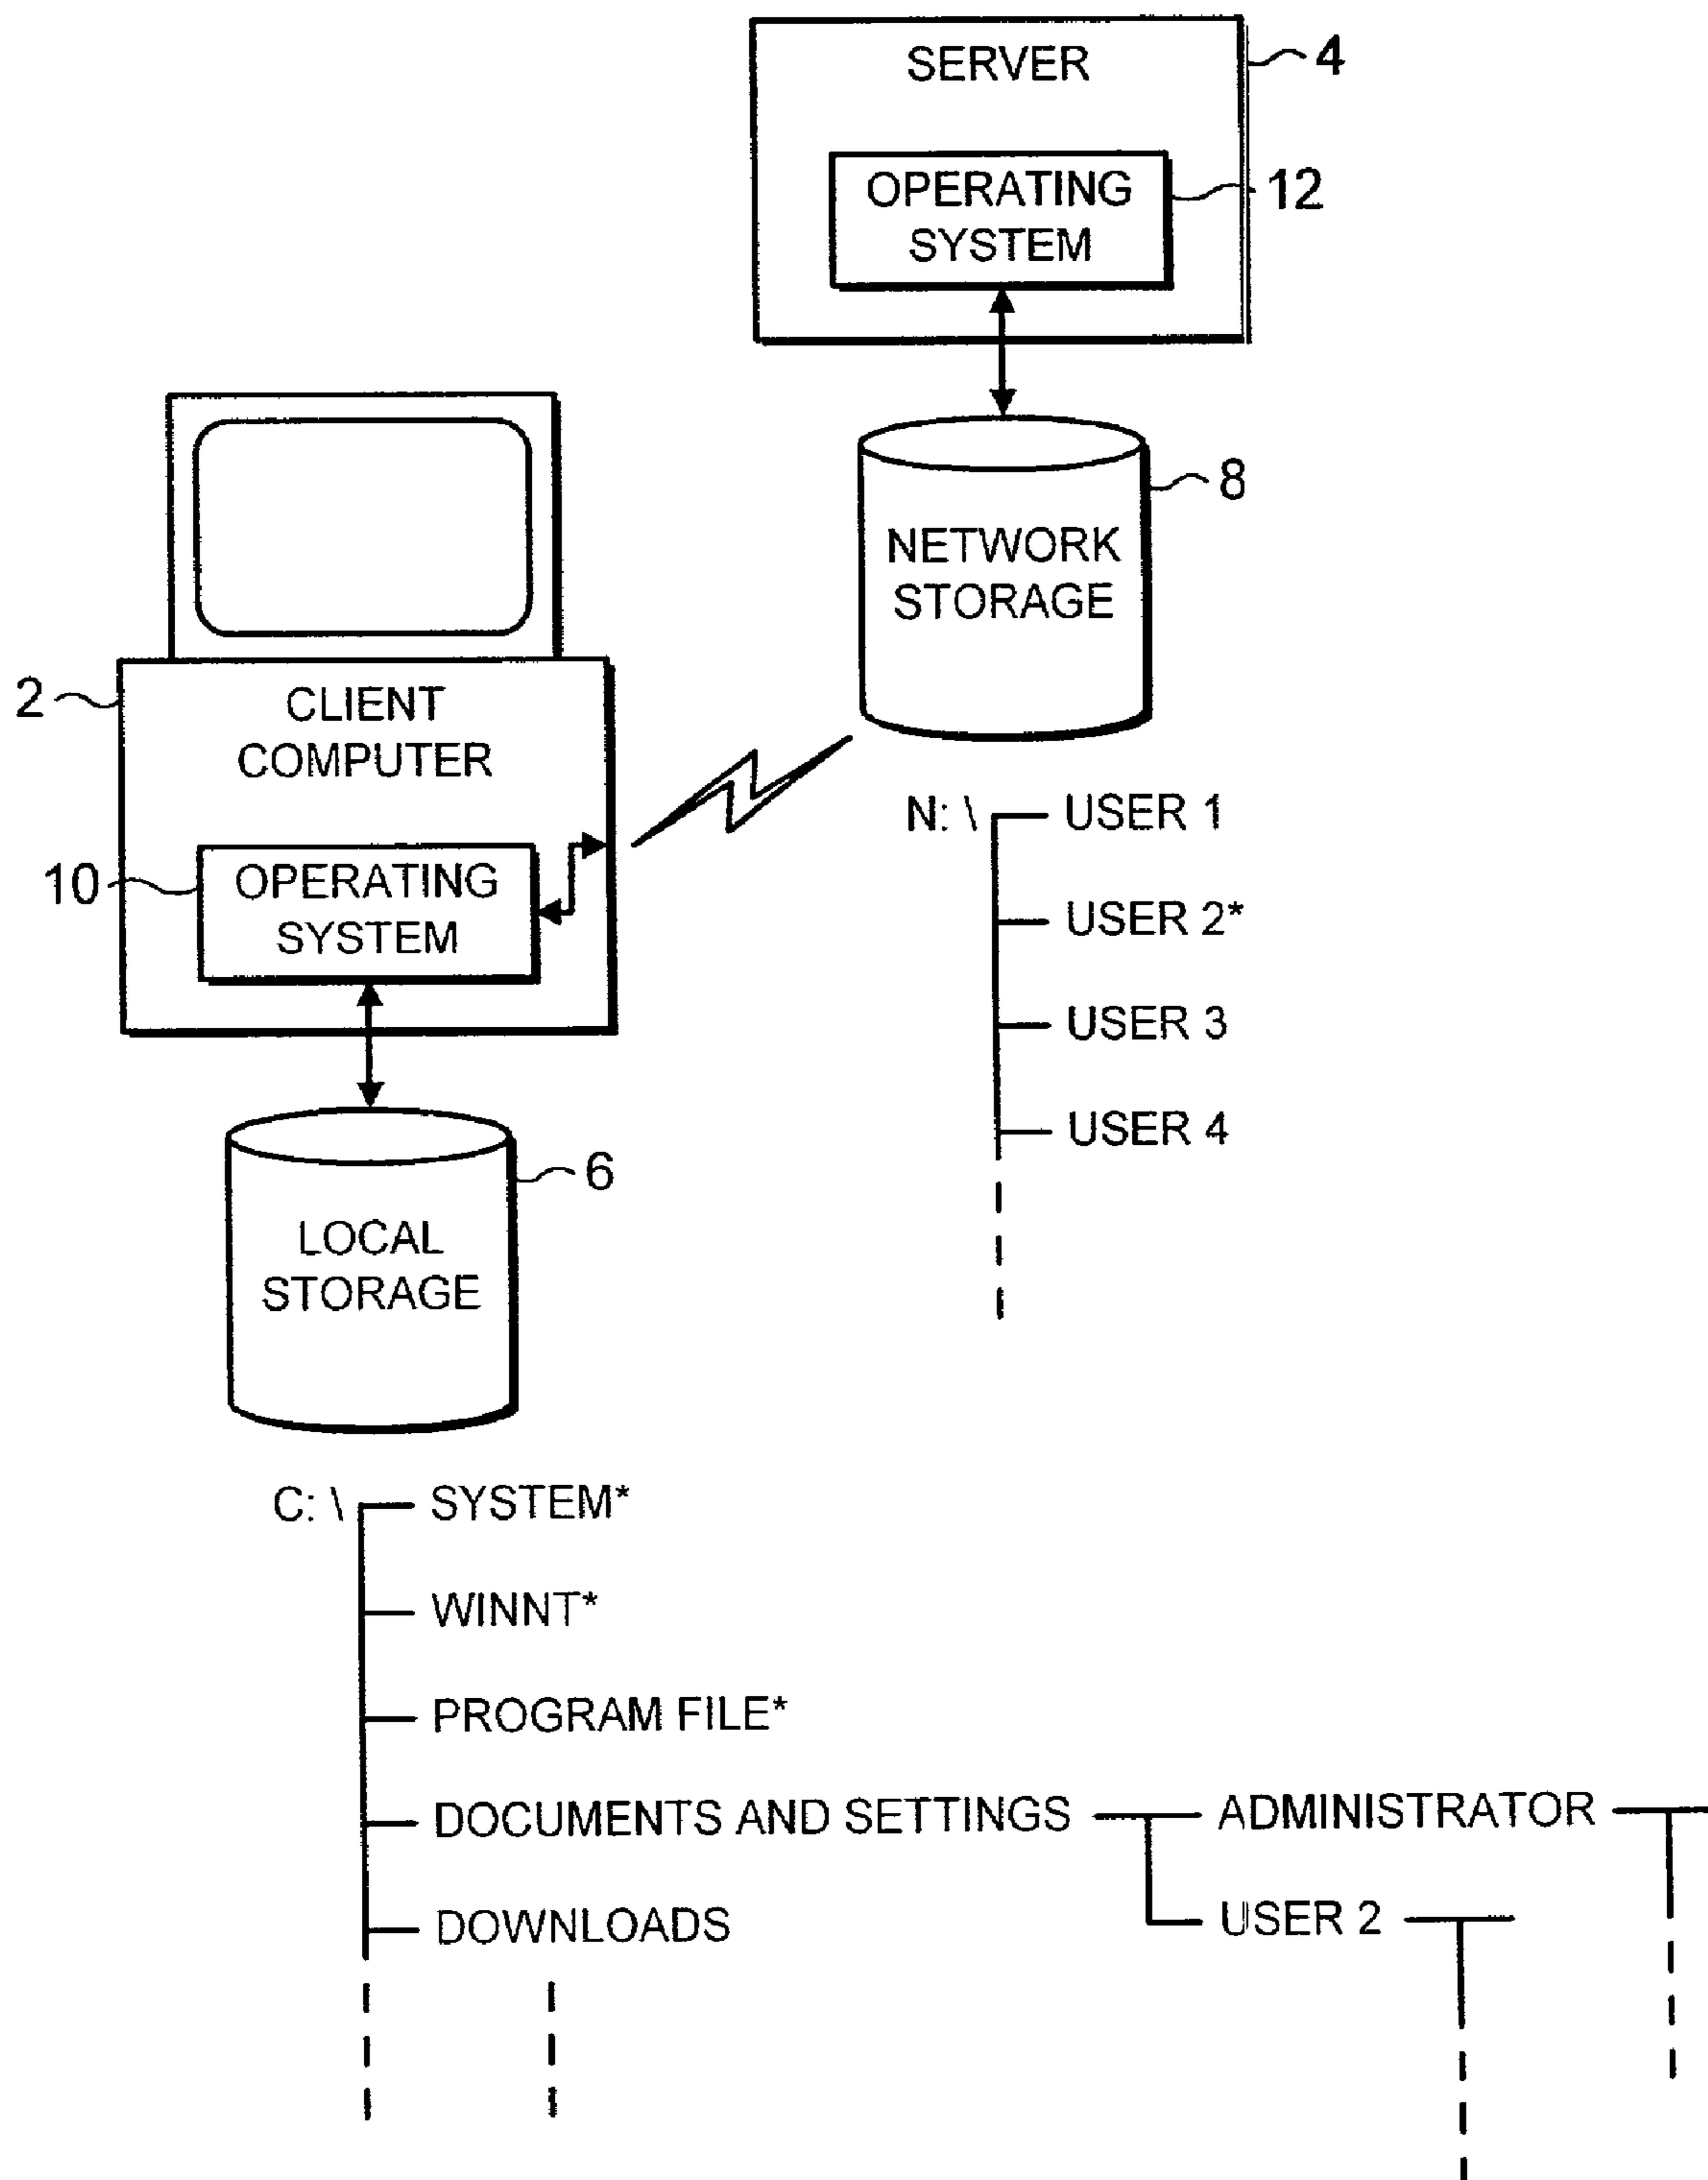 SERVER
4
OPERATING
SYSTEM
12
NETWORK
STORAGE
8
2
CLIENT
COMPUTER
10
OPERATING
SYSTEM
N: \
USER 1
USER 2*
USER 3
USER 4
6
LOCAL
STORAGE
C: \
SYSTEM*
WINNT*
PROGRAM FILE*
DOCUMENTS AND SETTINGS
ADMINISTRATOR
DOWNLOADS
USER 2